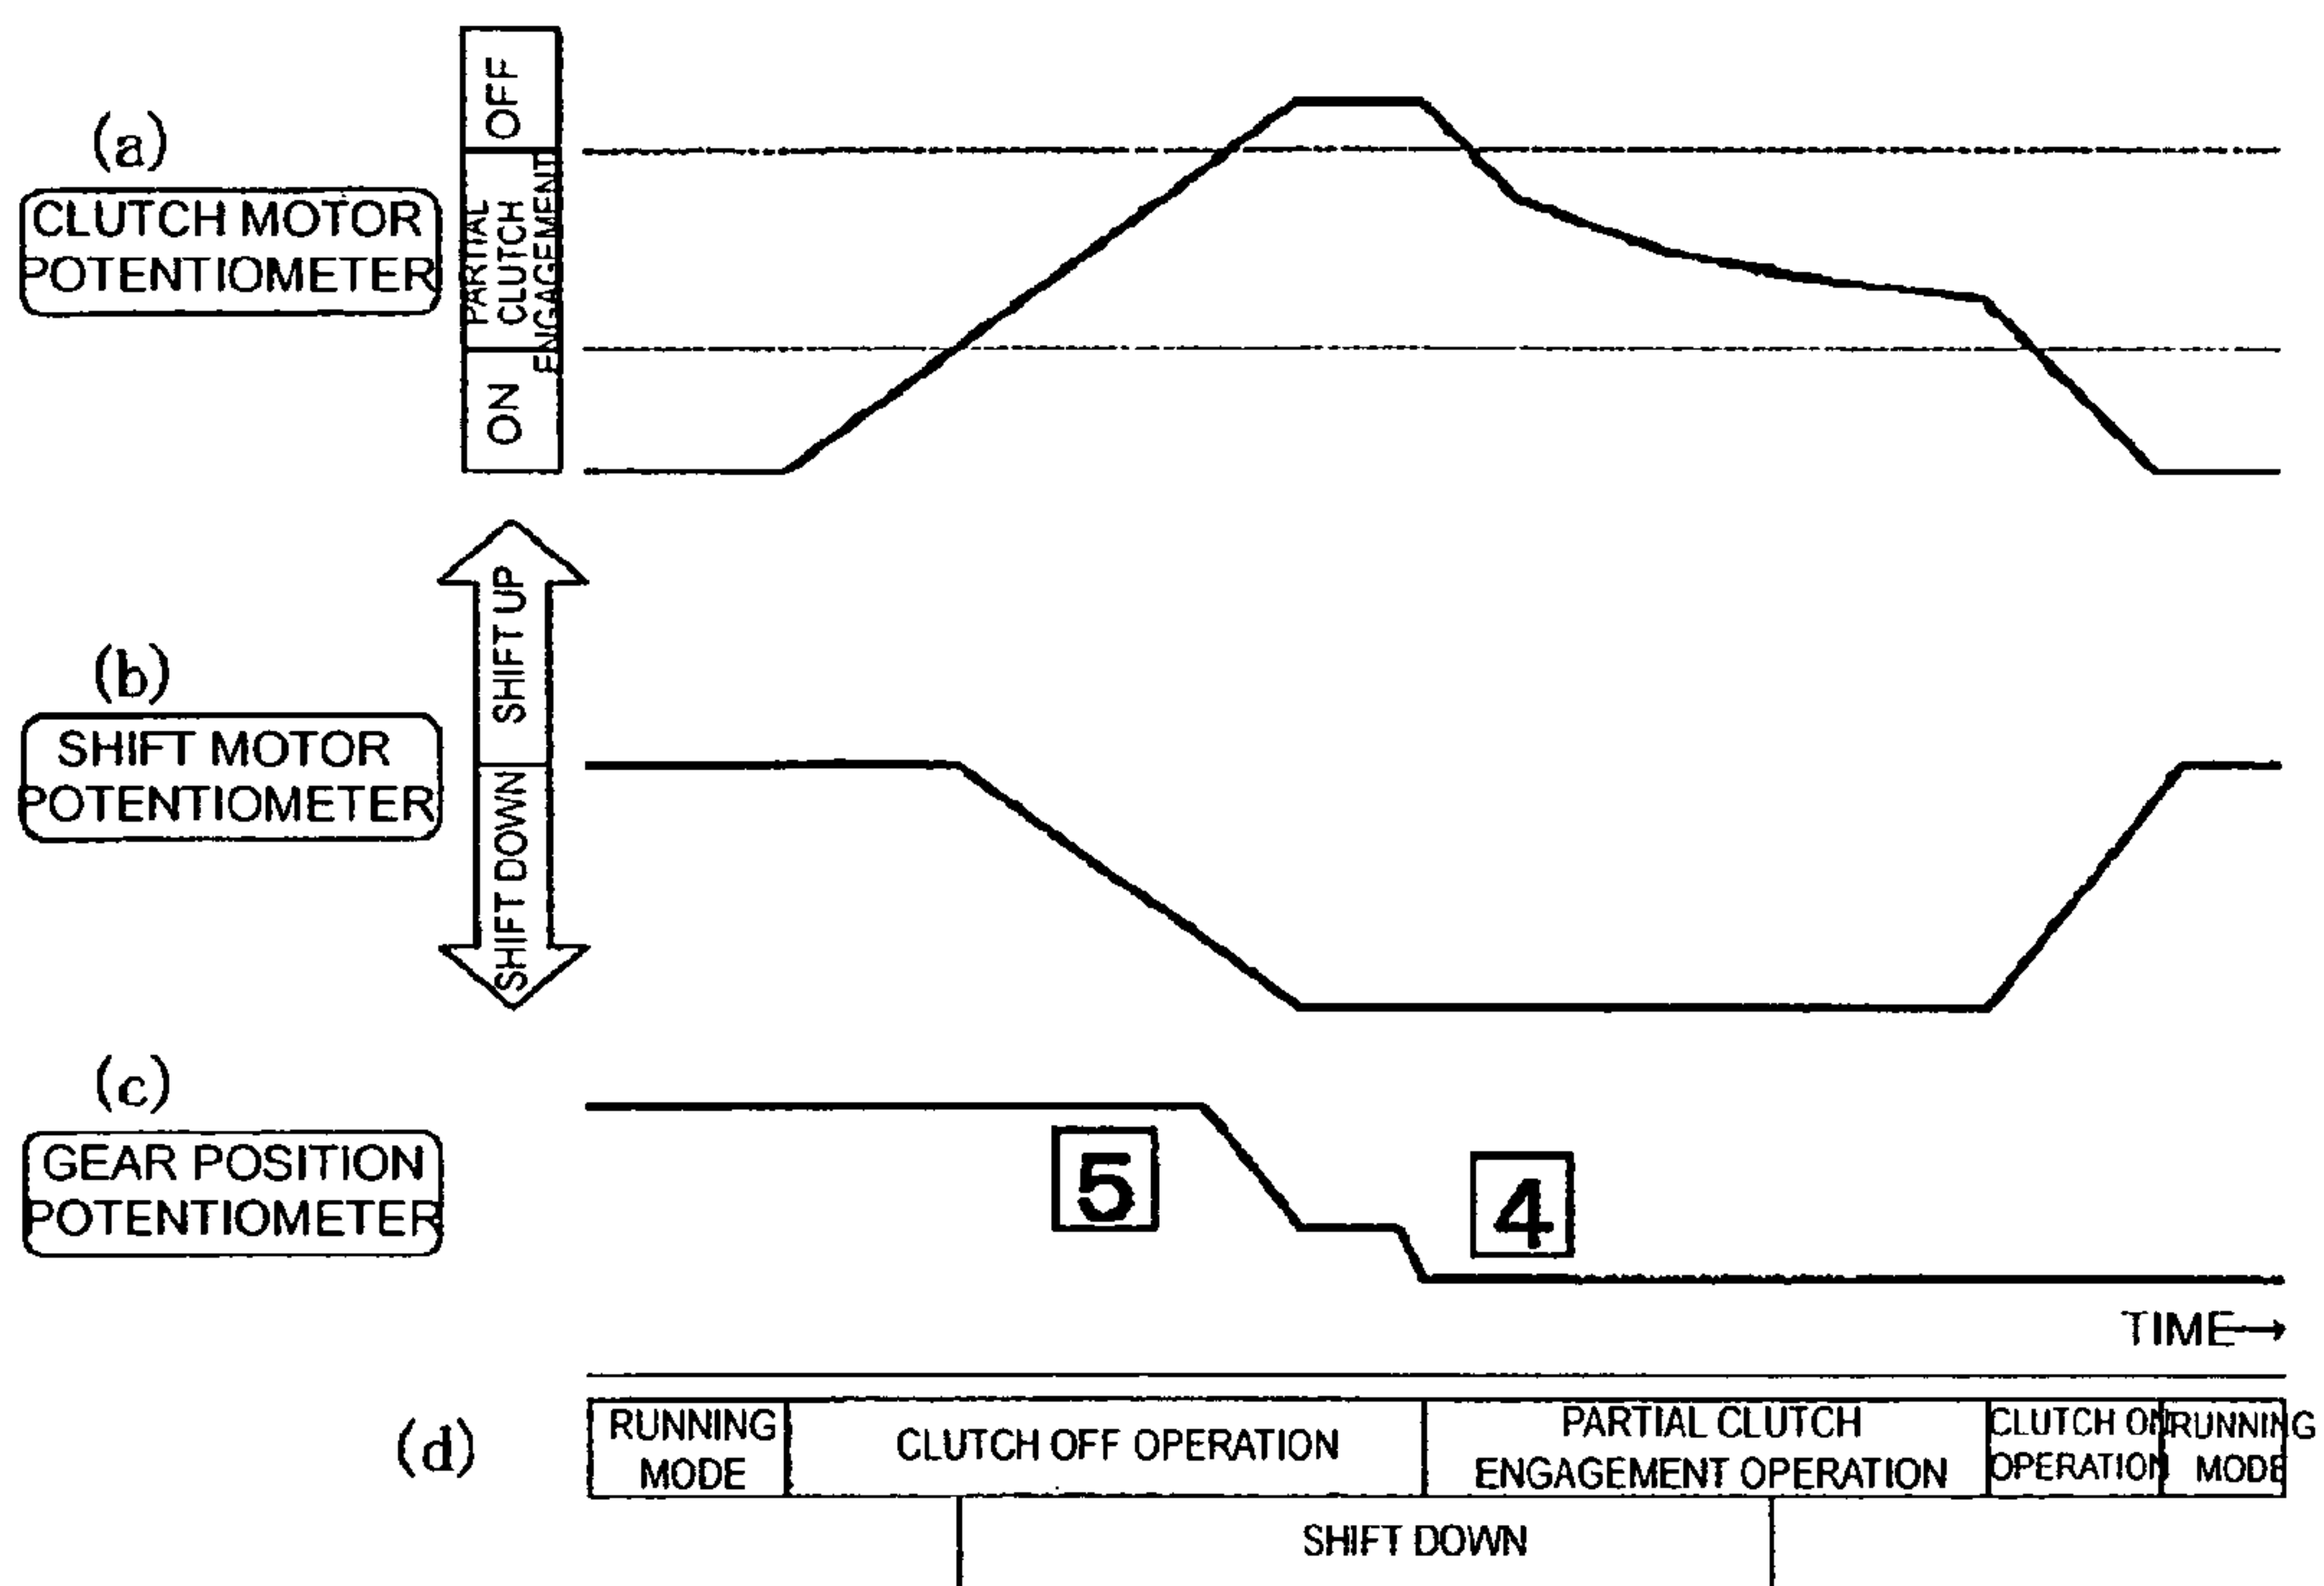 (a)
CLUTCH MOTOR
POTENTIOMETER
OFF
PARTIAL
CLUTCH
ENGAGEMENT
ON
(b)
SHIFT MOTOR
POTENTIOMETER
SHIFT UP
SHIFT DOWN
(c)
GEAR POSITION
POTENTIOMETER
5
4
TIME→
(d)
RUNNING
MODE
CLUTCH OFF OPERATION
PARTIAL CLUTCH
ENGAGEMENT OPERATION
CLUTCH ON
OPERATION
RUNNING
MODE
SHIFT DOWN